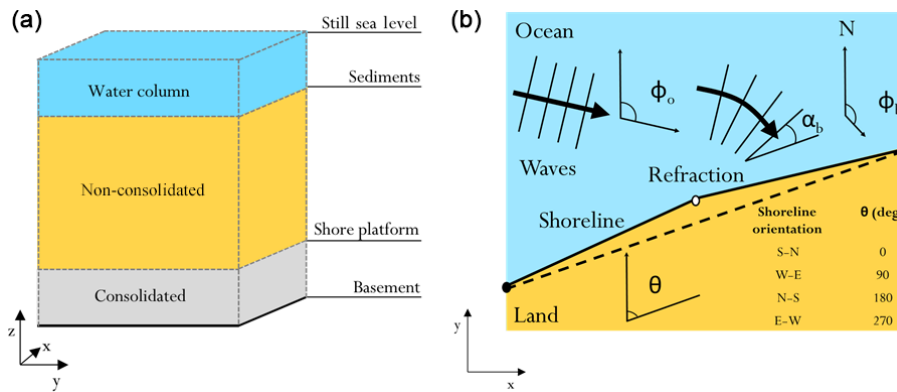 (a)
Still sea level
Sediments
Water column
Non-consolidated
Shore platform
Consolidated
Basement
z
x
y
(b)
Ocean
N
ϕo
ϕ
αb
Waves
Refraction
Shoreline
Shoreline orientation
θ (deg
S-N 0
W-E 90
N-S 180
E-W 270
θ
Land
y
x